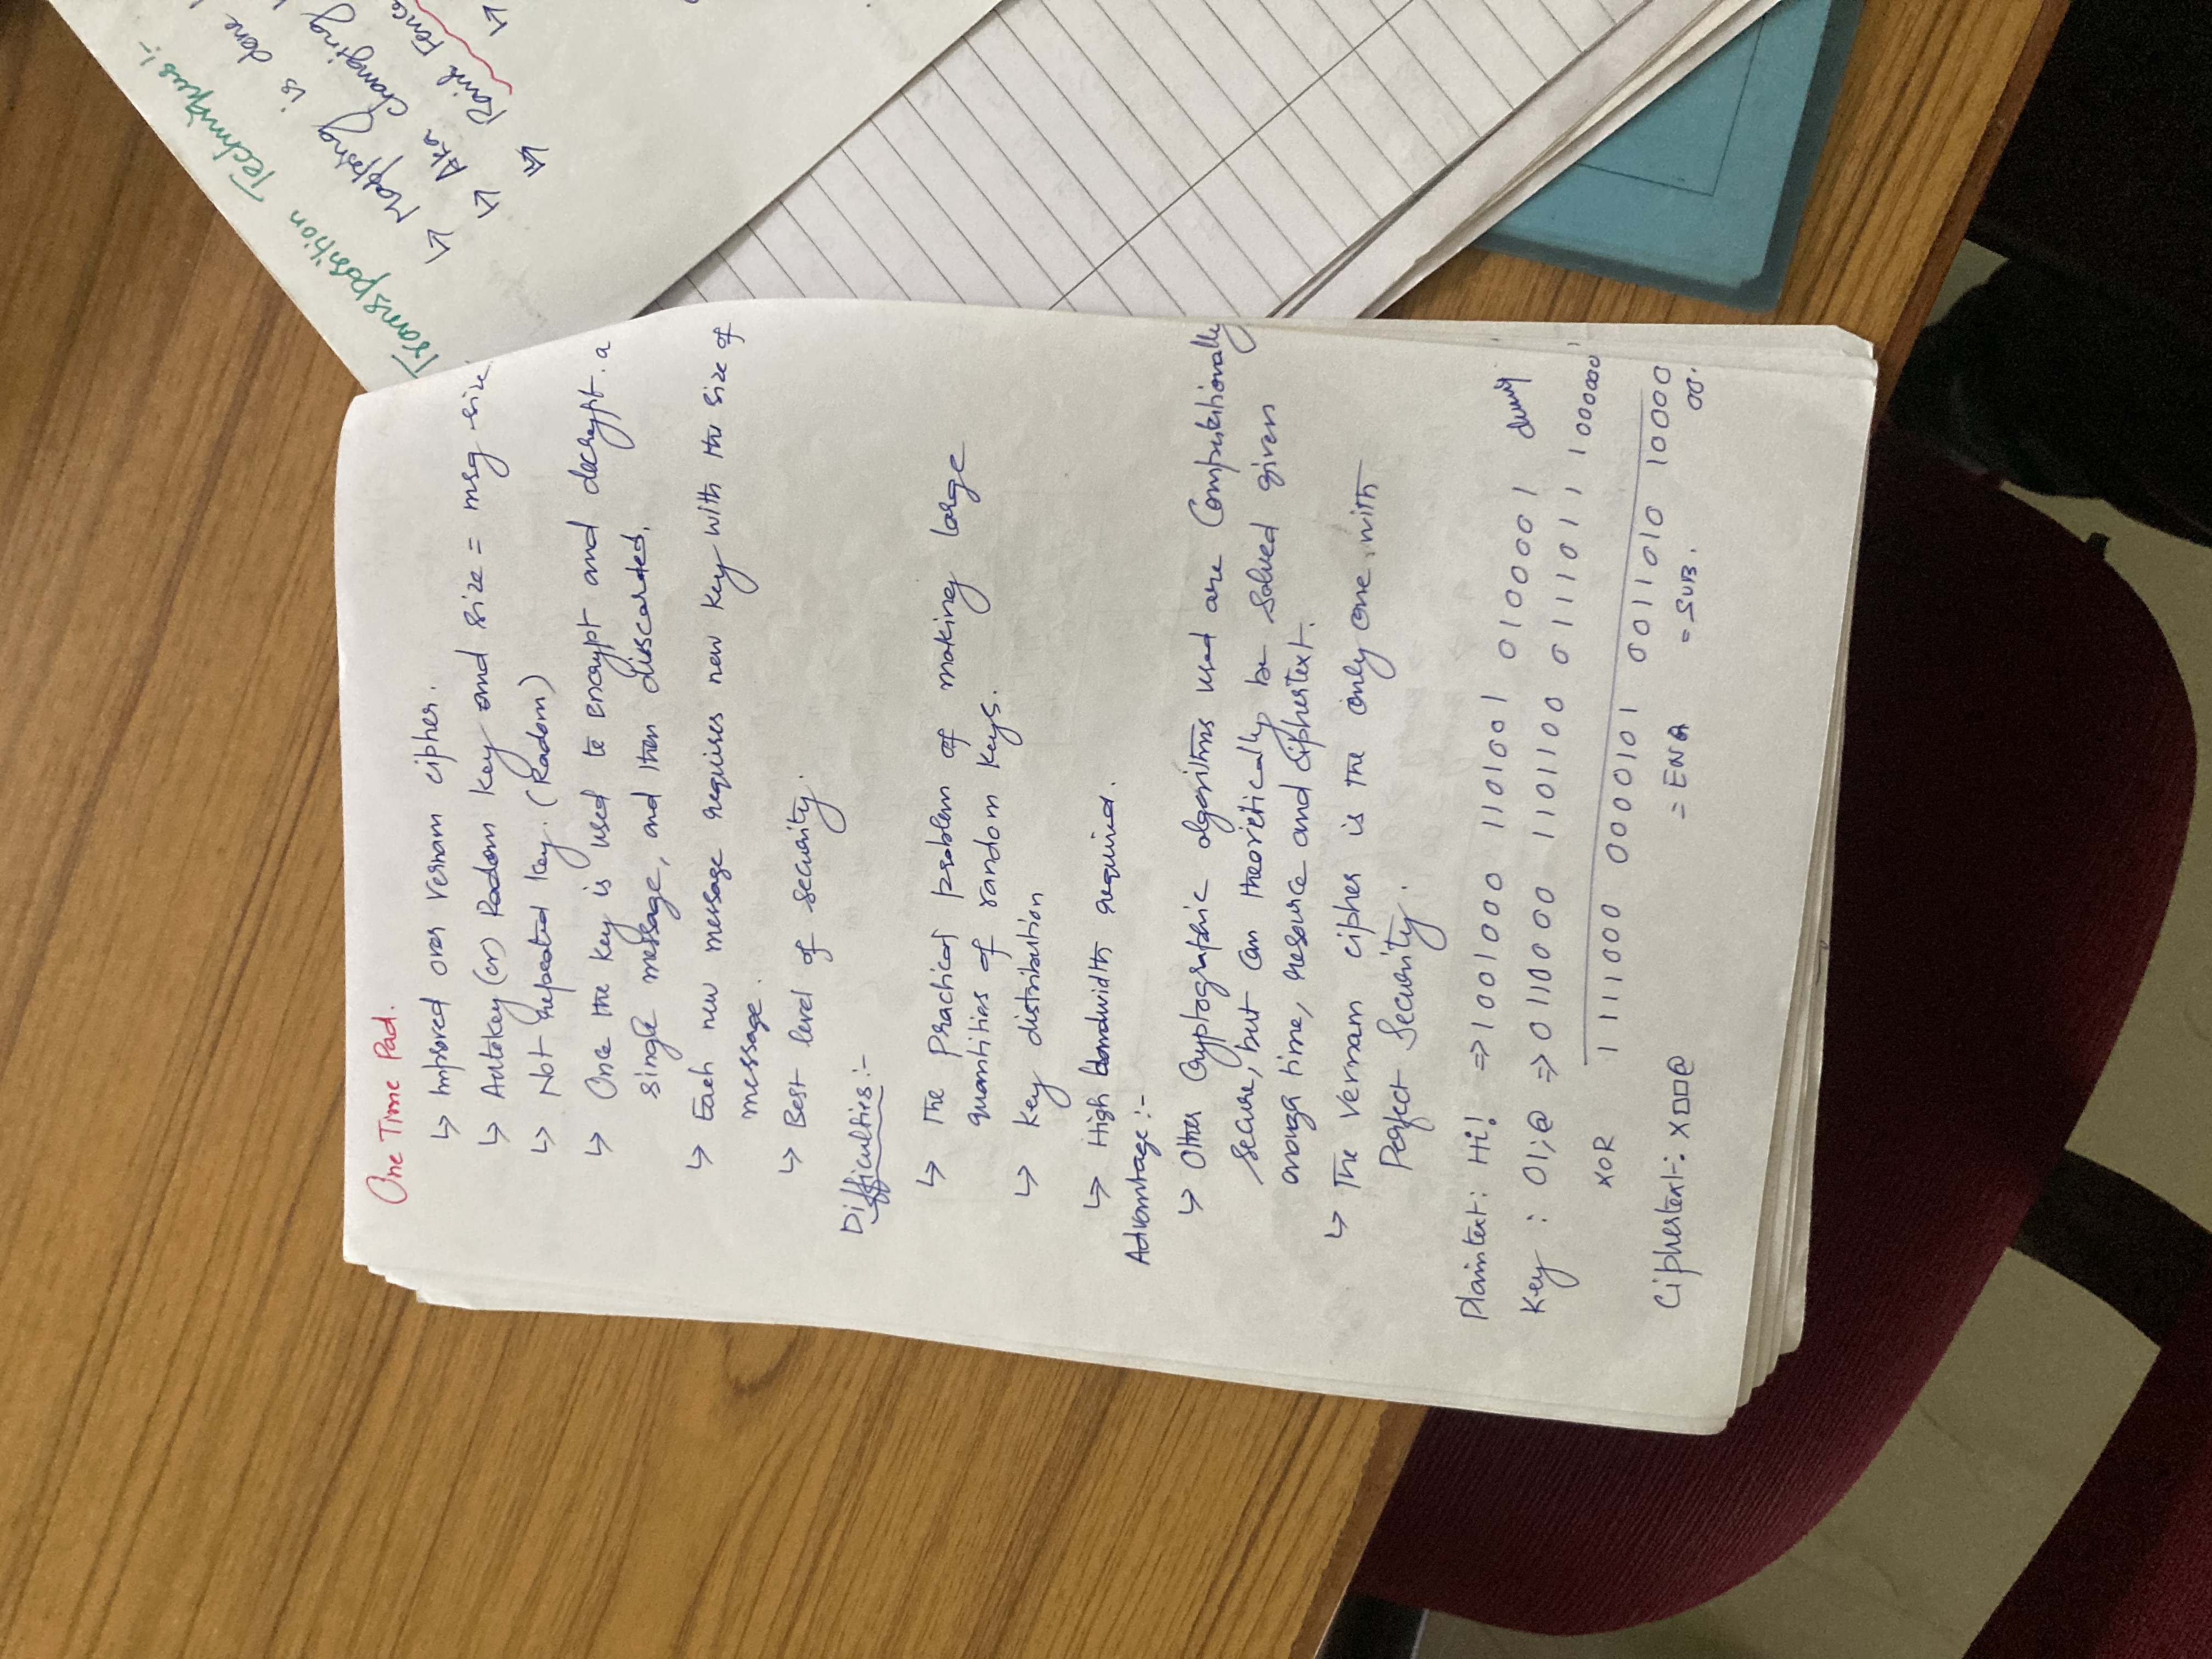 One Time Pad.
↳ Improved over Vernam cipher.
↳ Autokey (or) Radom Key and size = msg size
↳ Not repeated key. (Radom)
↳ Once the key is used to encrypt and decrypt. a
single message, and then disscarded.
↳ Each new message requires new key with the size of
message.
↳ Best level of security.
Difficulties :-
↳ The practical problem of making large
quantities of random keys.
↳ Key distribution
↳ High bandwidth required.
Advantage :-
↳ Other Cryptographic algorithms used are Computationally
secure, but can theoretically be solved given
enough time, resource and ciphertext.
↳ The Vernam cipher is the only one with
Perfect Security.
Plaintext: Hi! => 1001000 1101001 0100001
Key : 01;@ => 0110000 1101100 0111011 1000000
XOR 1111000 0000101 0011010 10000
00.
Ciphertext: X□□@ = ENQ = SUB.
Transposition Techniques:-
↳ Mapping is done
↳ Aka changing
↳ Rail Fence
↳